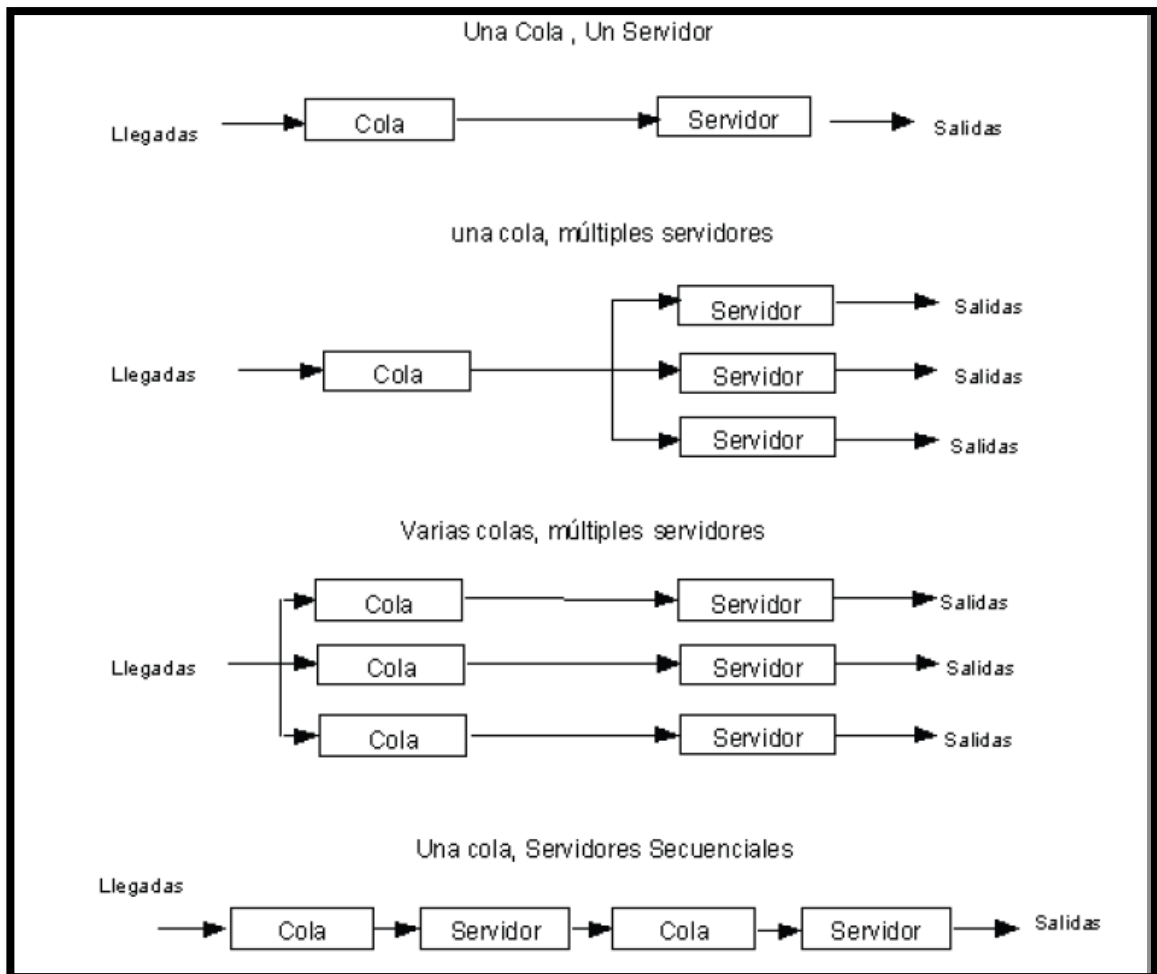 Una Cola , Un Servidor
Llegadas Cola Servidor Salidas
una cola, múltiples servidores
Servidor Salidas
Llegadas Cola Servidor Salidas
Servidor Salidas
Varias colas, múltiples servidores
Cola Servidor Salidas
Llegadas Cola Servidor Salidas
Cola Servidor Salidas
Una cola, Servidores Secuenciales
Llegadas
Cola Servidor Cola Servidor Salidas